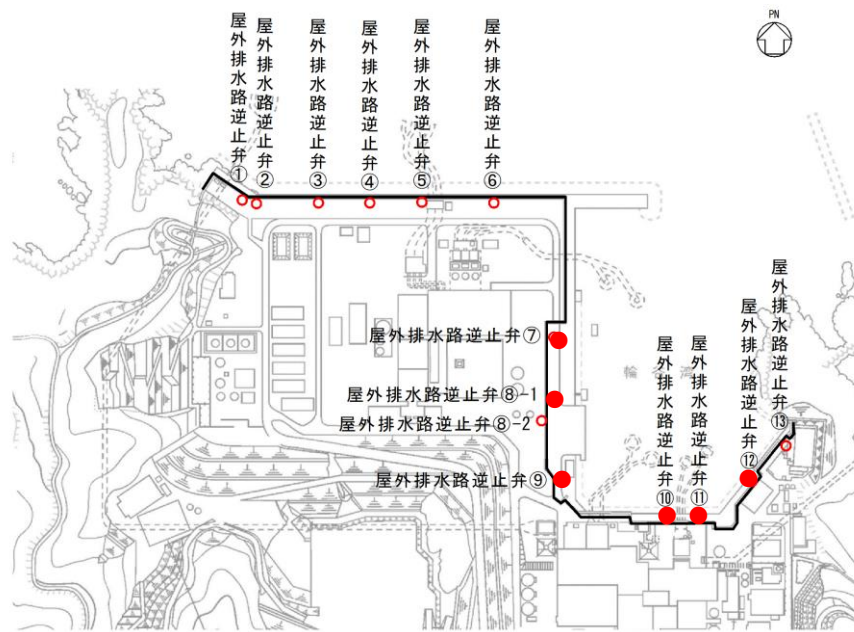 PN
屋外排水路逆止弁①
屋外排水路逆止弁②
屋外排水路逆止弁③
屋外排水路逆止弁④
屋外排水路逆止弁⑤
屋外排水路逆止弁⑥
屋外排水路逆止弁⑦
屋外排水路逆止弁⑧-1
屋外排水路逆止弁⑧-2
屋外排水路逆止弁⑨
屋外排水路逆止弁⑩
屋外排水路逆止弁⑪
屋外排水路逆止弁⑫
屋外排水路逆止弁⑬